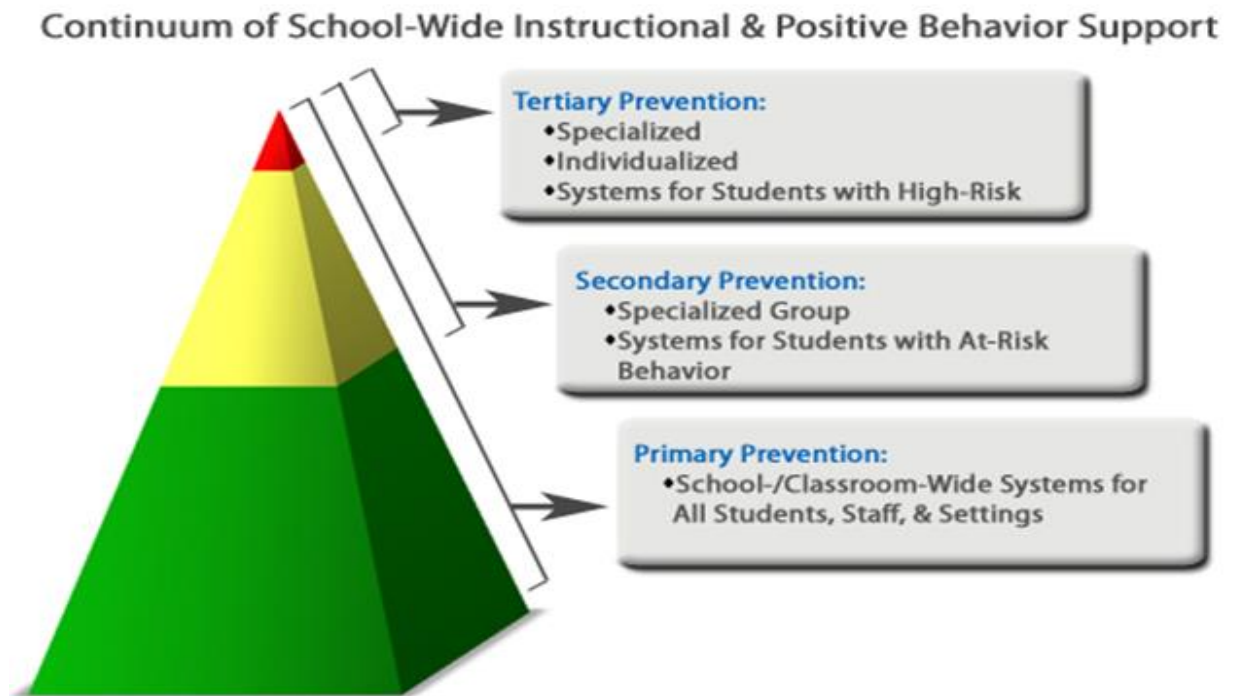 Continuum of School-Wide Instructional & Positive Behavior Support
Tertiary Prevention:
◆Specialized
◆Individualized
◆Systems for Students with High-Risk
Secondary Prevention:
◆Specialized Group
◆Systems for Students with At-Risk
Behavior
Primary Prevention:
◆School-/Classroom-Wide Systems for
All Students, Staff, & Settings